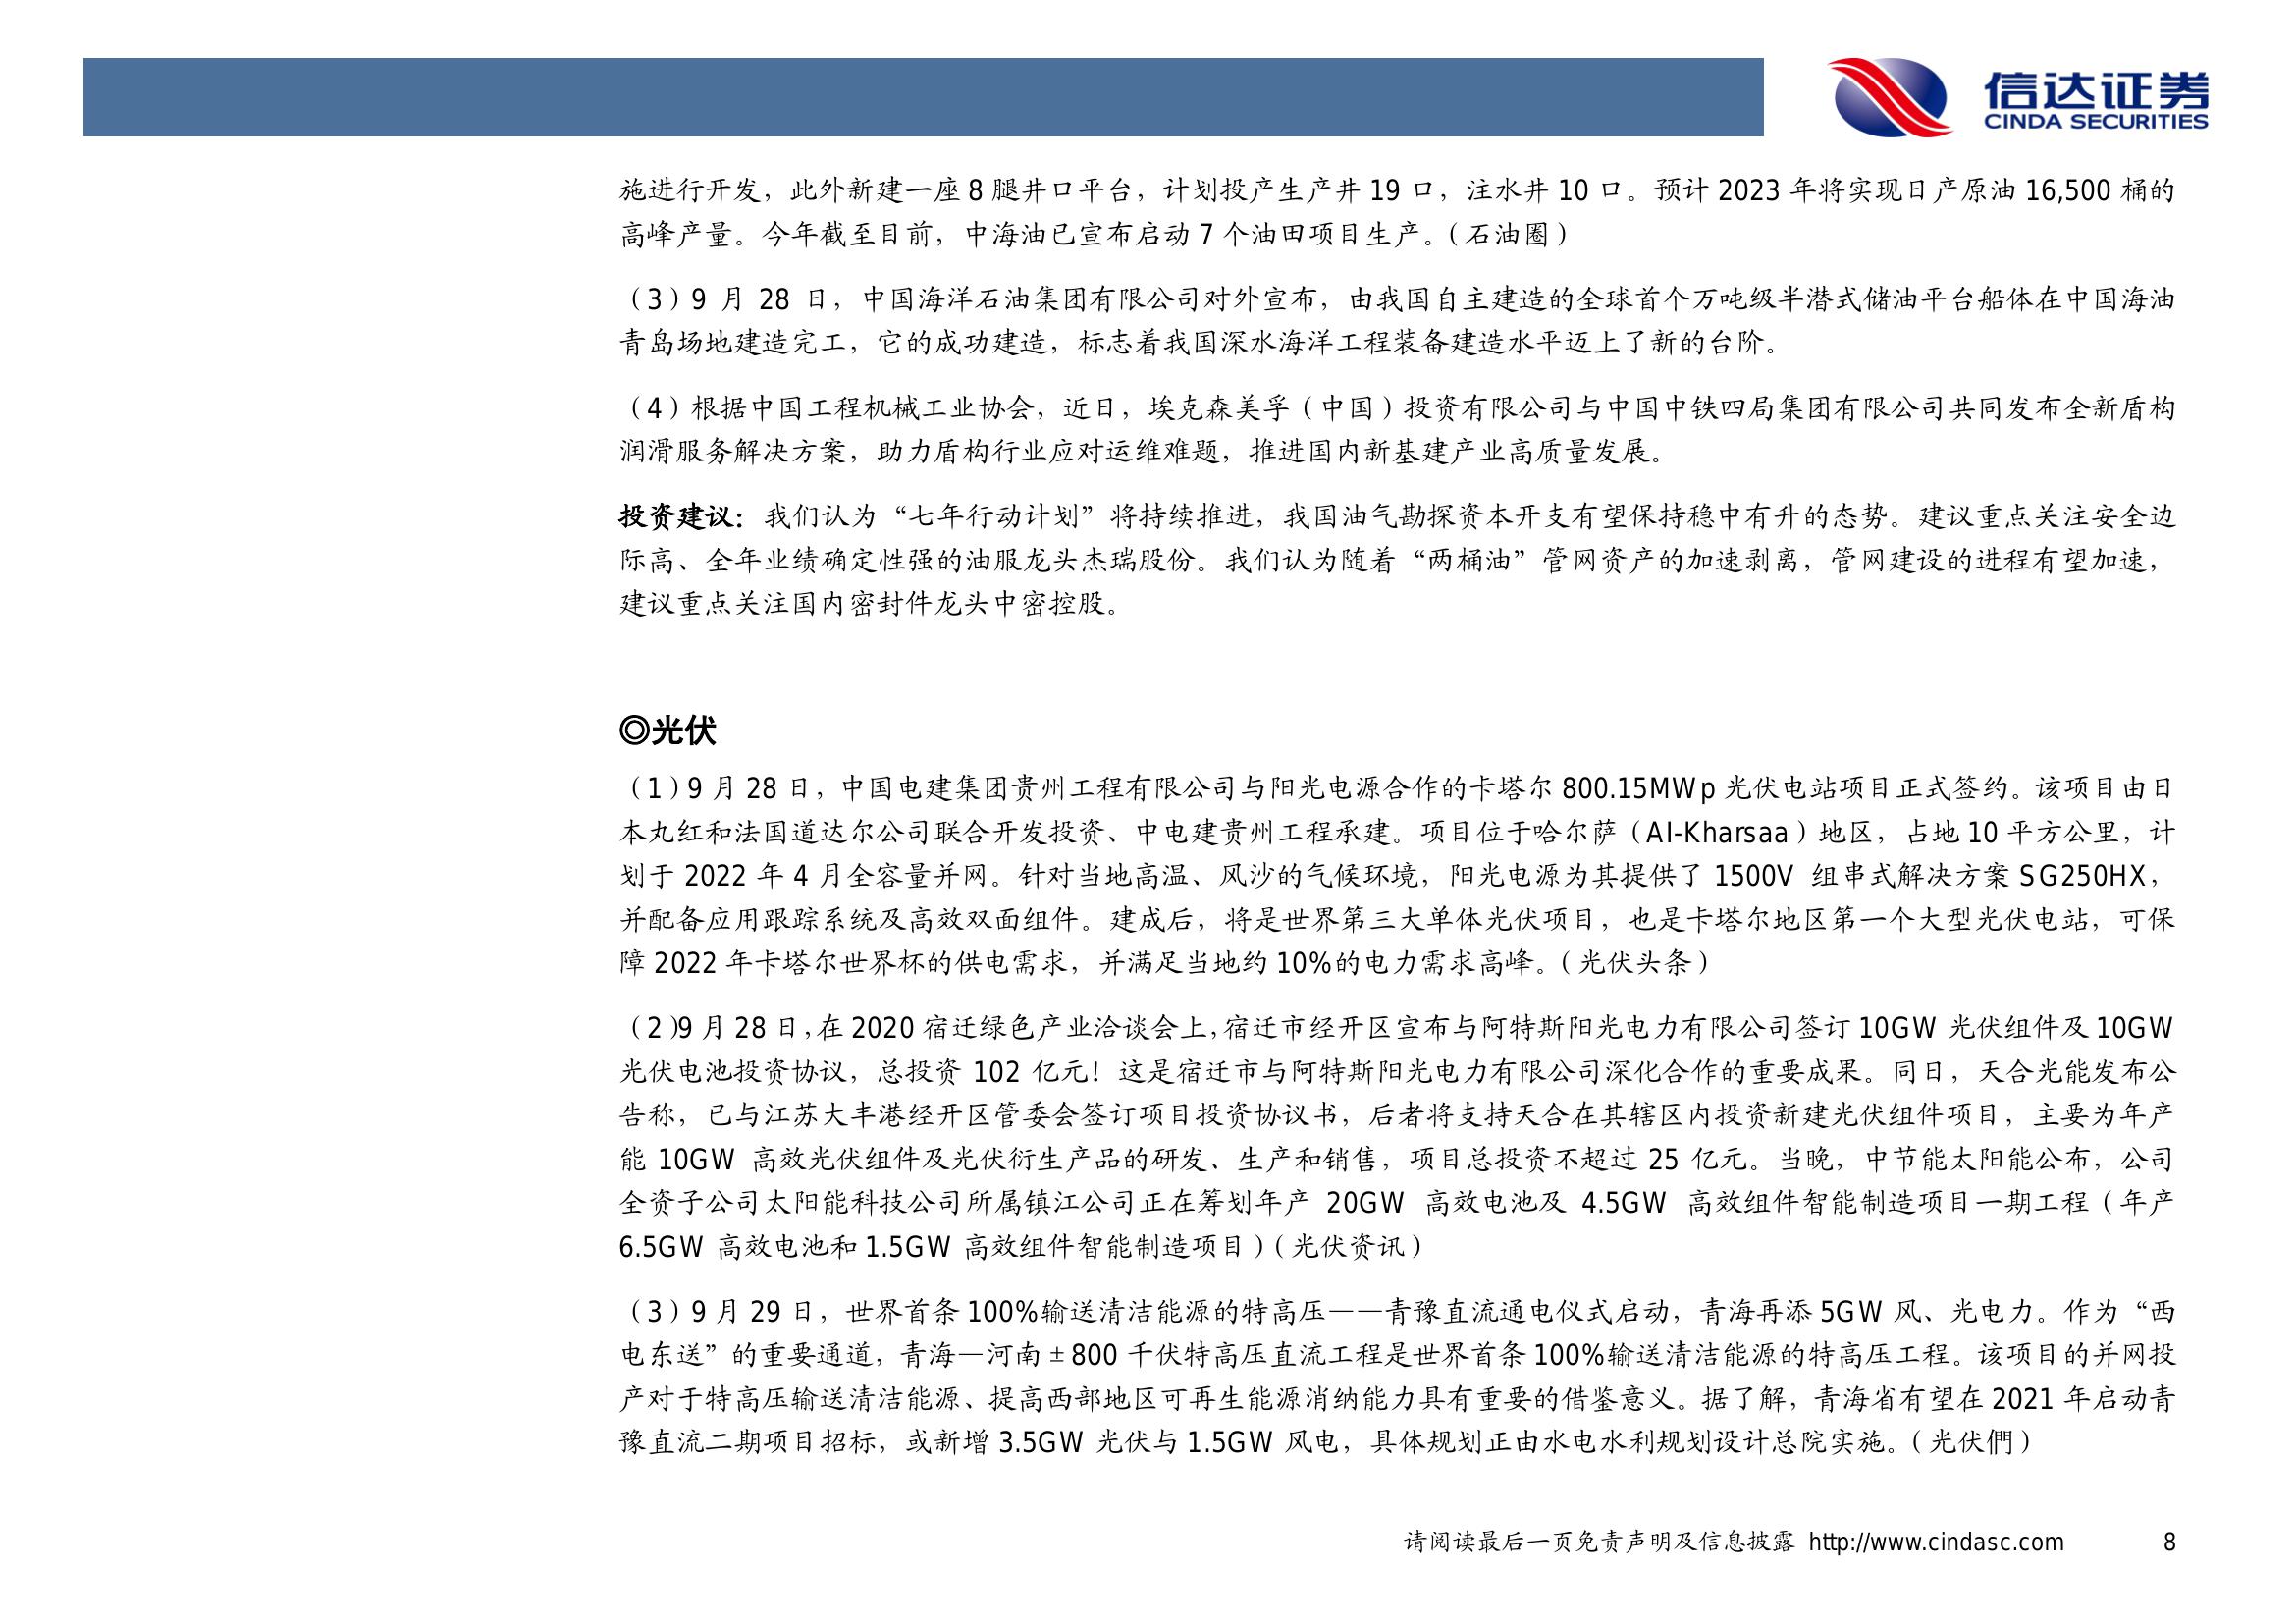 信达证券
CINDA SECURITIES
施进行开发，此外新建一座 8 腿井口平台，计划投产生产井 19 口，注水井 10 口。预计 2023 年将实现日产原油 16,500 桶的
高峰产量。今年截至目前，中海油已宣布启动 7 个油田项目生产。（石油圈）
（3）9 月 28 日，中国海洋石油集团有限公司对外宣布，由我国自主建造的全球首个万吨级半潜式储油平台船体在中国海油
青岛场地建造完工，它的成功建造，标志着我国深水海洋工程装备建造水平迈上了新的台阶。
（4）根据中国工程机械工业协会，近日，埃克森美孚（中国）投资有限公司与中国中铁四局集团有限公司共同发布全新盾构
润滑服务解决方案，助力盾构行业应对运维难题，推进国内新基建产业高质量发展。
投资建议：我们认为“七年行动计划”将持续推进，我国油气勘探资本开支有望保持稳中有升的态势。建议重点关注安全边
际高、全年业绩确定性强的油服龙头杰瑞股份。我们认为随着“两桶油”管网资产的加速剥离，管网建设的进程有望加速，
建议重点关注国内密封件龙头中密控股。
◎光伏
（1）9 月 28 日，中国电建集团贵州工程有限公司与阳光电源合作的卡塔尔 800.15MWp 光伏电站项目正式签约。该项目由日
本丸红和法国道达尔公司联合开发投资、中电建贵州工程承建。项目位于哈尔萨（AI-Kharsaa）地区，占地 10 平方公里，计
划于 2022 年 4 月全容量并网。针对当地高温、风沙的气候环境，阳光电源为其提供了 1500V 组串式解决方案 SG250HX，
并配备应用跟踪系统及高效双面组件。建成后，将是世界第三大单体光伏项目，也是卡塔尔地区第一个大型光伏电站，可保
障 2022 年卡塔尔世界杯的供电需求，并满足当地约 10%的电力需求高峰。（光伏头条）
（2）9 月 28 日，在 2020 宿迁绿色产业洽谈会上，宿迁市经开区宣布与阿特斯阳光电力有限公司签订 10GW 光伏组件及 10GW
光伏电池投资协议，总投资 102 亿元！这是宿迁市与阿特斯阳光电力有限公司深化合作的重要成果。同日，天合光能发布公
告称，已与江苏大丰港经开区管委会签订项目投资协议书，后者将支持天合在其辖区内投资新建光伏组件项目，主要为年产
能 10GW 高效光伏组件及光伏衍生产品的研发、生产和销售，项目总投资不超过 25 亿元。当晚，中节能太阳能公布，公司
全资子公司太阳能科技公司所属镇江公司正在筹划年产 20GW 高效电池及 4.5GW 高效组件智能制造项目一期工程（年产
6.5GW 高效电池和 1.5GW 高效组件智能制造项目）（光伏资讯）
（3）9 月 29 日，世界首条 100%输送清洁能源的特高压——青豫直流通电仪式启动，青海再添 5GW 风、光电力。作为“西
电东送”的重要通道，青海—河南±800 千伏特高压直流工程是世界首条 100%输送清洁能源的特高压工程。该项目的并网投
产对于特高压输送清洁能源、提高西部地区可再生能源消纳能力具有重要的借鉴意义。据了解，青海省有望在 2021 年启动青
豫直流二期项目招标，或新增 3.5GW 光伏与 1.5GW 风电，具体规划正由水电水利规划设计总院实施。（光伏們）
请阅读最后一页免责声明及信息披露 http://www.cindasc.com 8